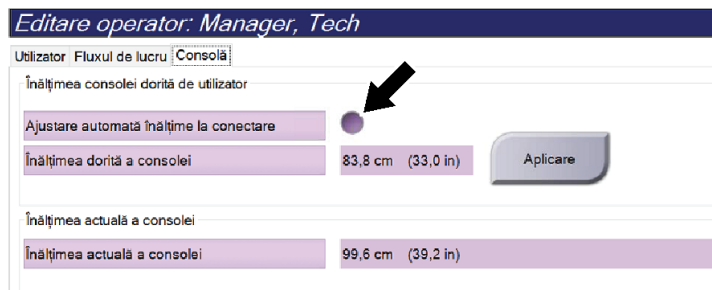 Editare operator: Manager, Tech
Utilizator Fluxul de lucru Consolă
Înălțimea consolei dorită de utilizator
Ajustare automată înălțime la conectare
Înălțimea dorită a consolei 83,8 cm (33,0 in) Aplicare
Înălțimea actuală a consolei
Înălțimea actuală a consolei 99,6 cm (39,2 in)